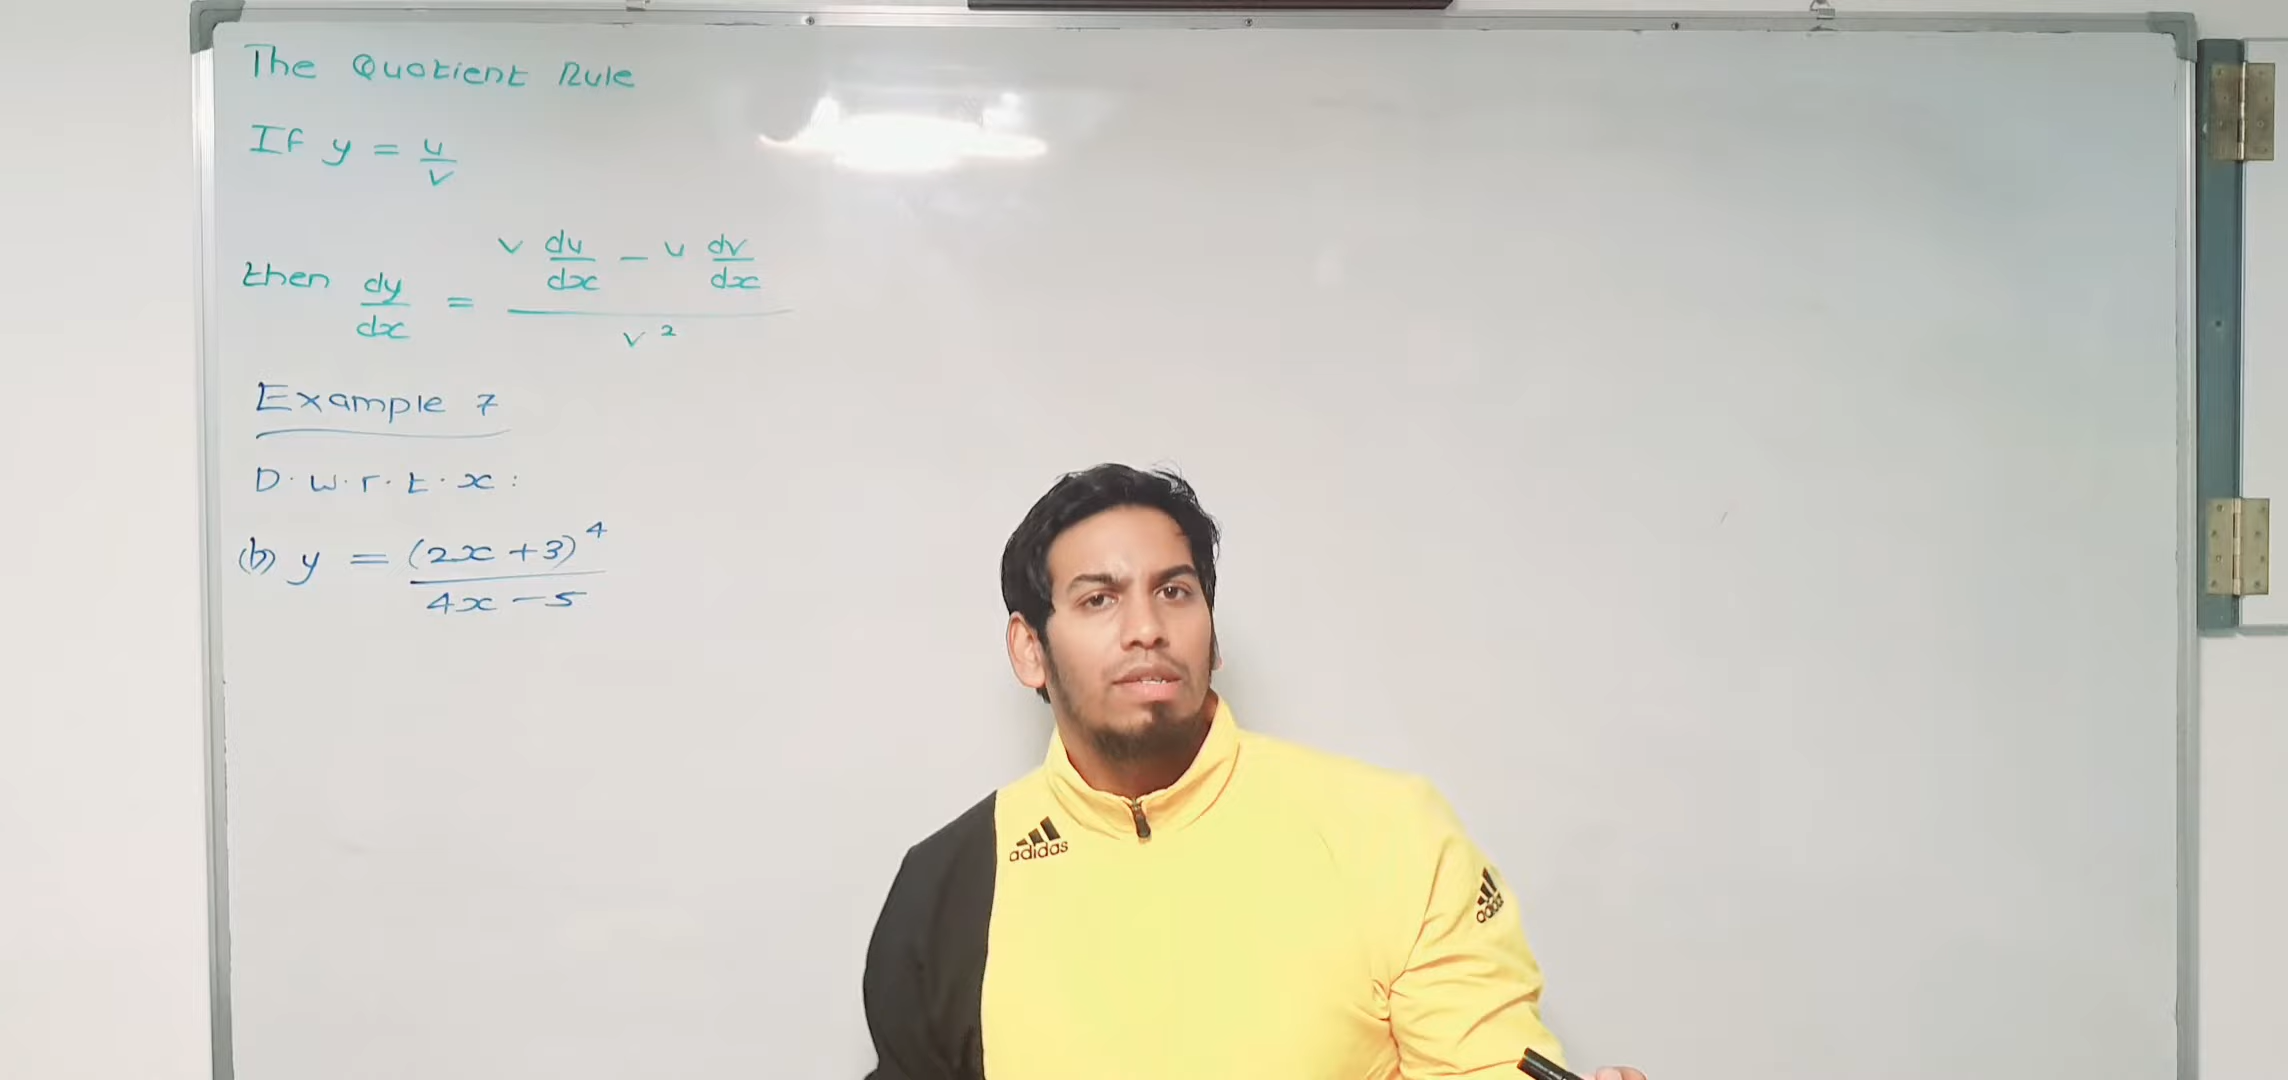 The Quotient Rule
If y = u/v
then dy/dx = (v du/dx - u dv/dx)/v²
Example 7
D.w.r.t.x:
(b) y = (2x+3)⁴/(4x-5)
adidas
adidas